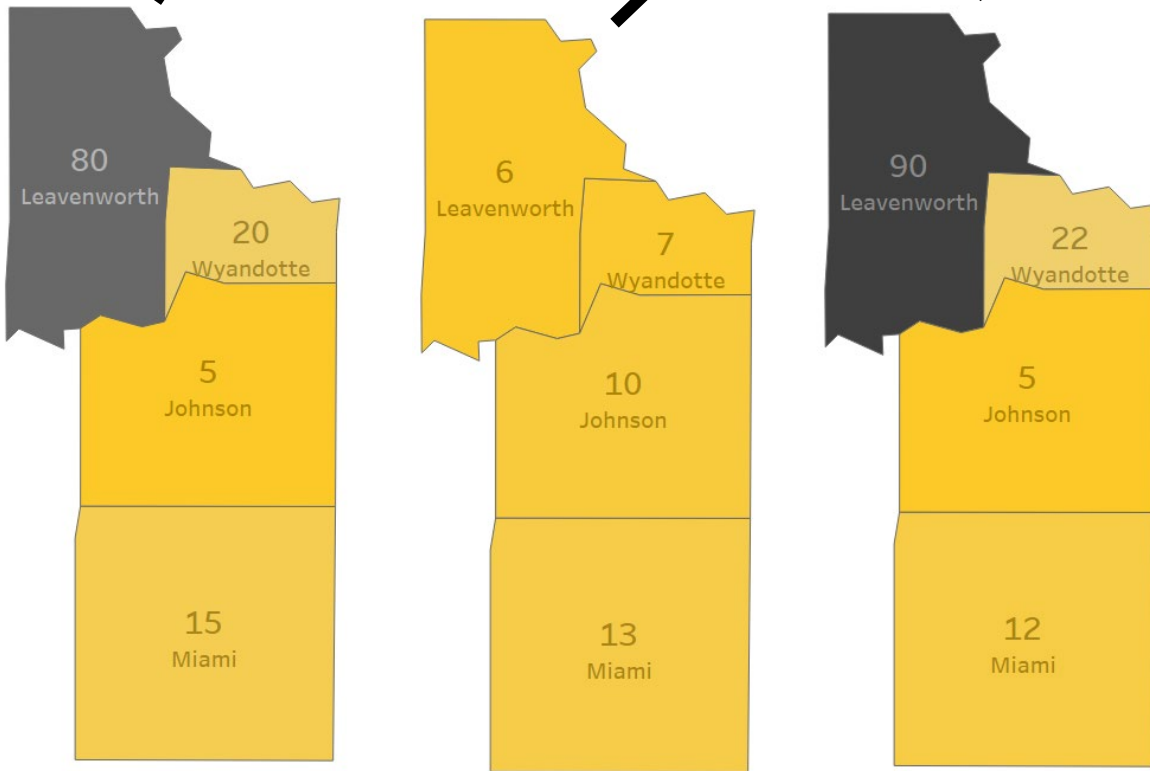 80
Leavenworth
20
Wyandotte
5
Johnson
15
Miami
6
Leavenworth
7
Wyandotte
10
Johnson
13
Miami
90
Leavenworth
22
Wyandotte
5
Johnson
12
Miami